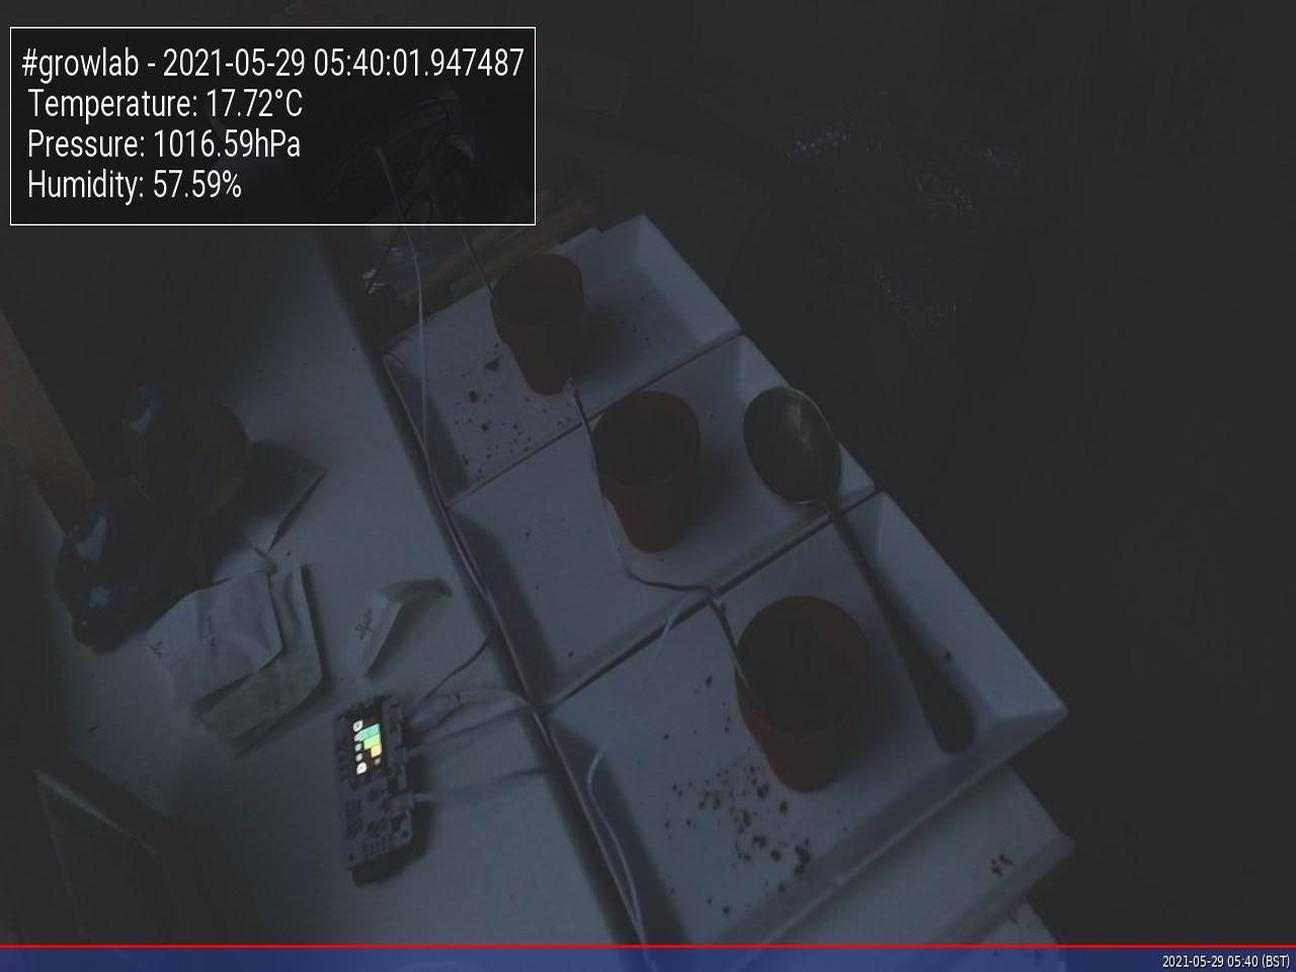 #growlab - 2021-05-29 05:40:01.947487
Temperature: 17.72°C
Pressure: 1016.59hPa
Humidity: 57.59%
2021-05-29 05:40 (BST)